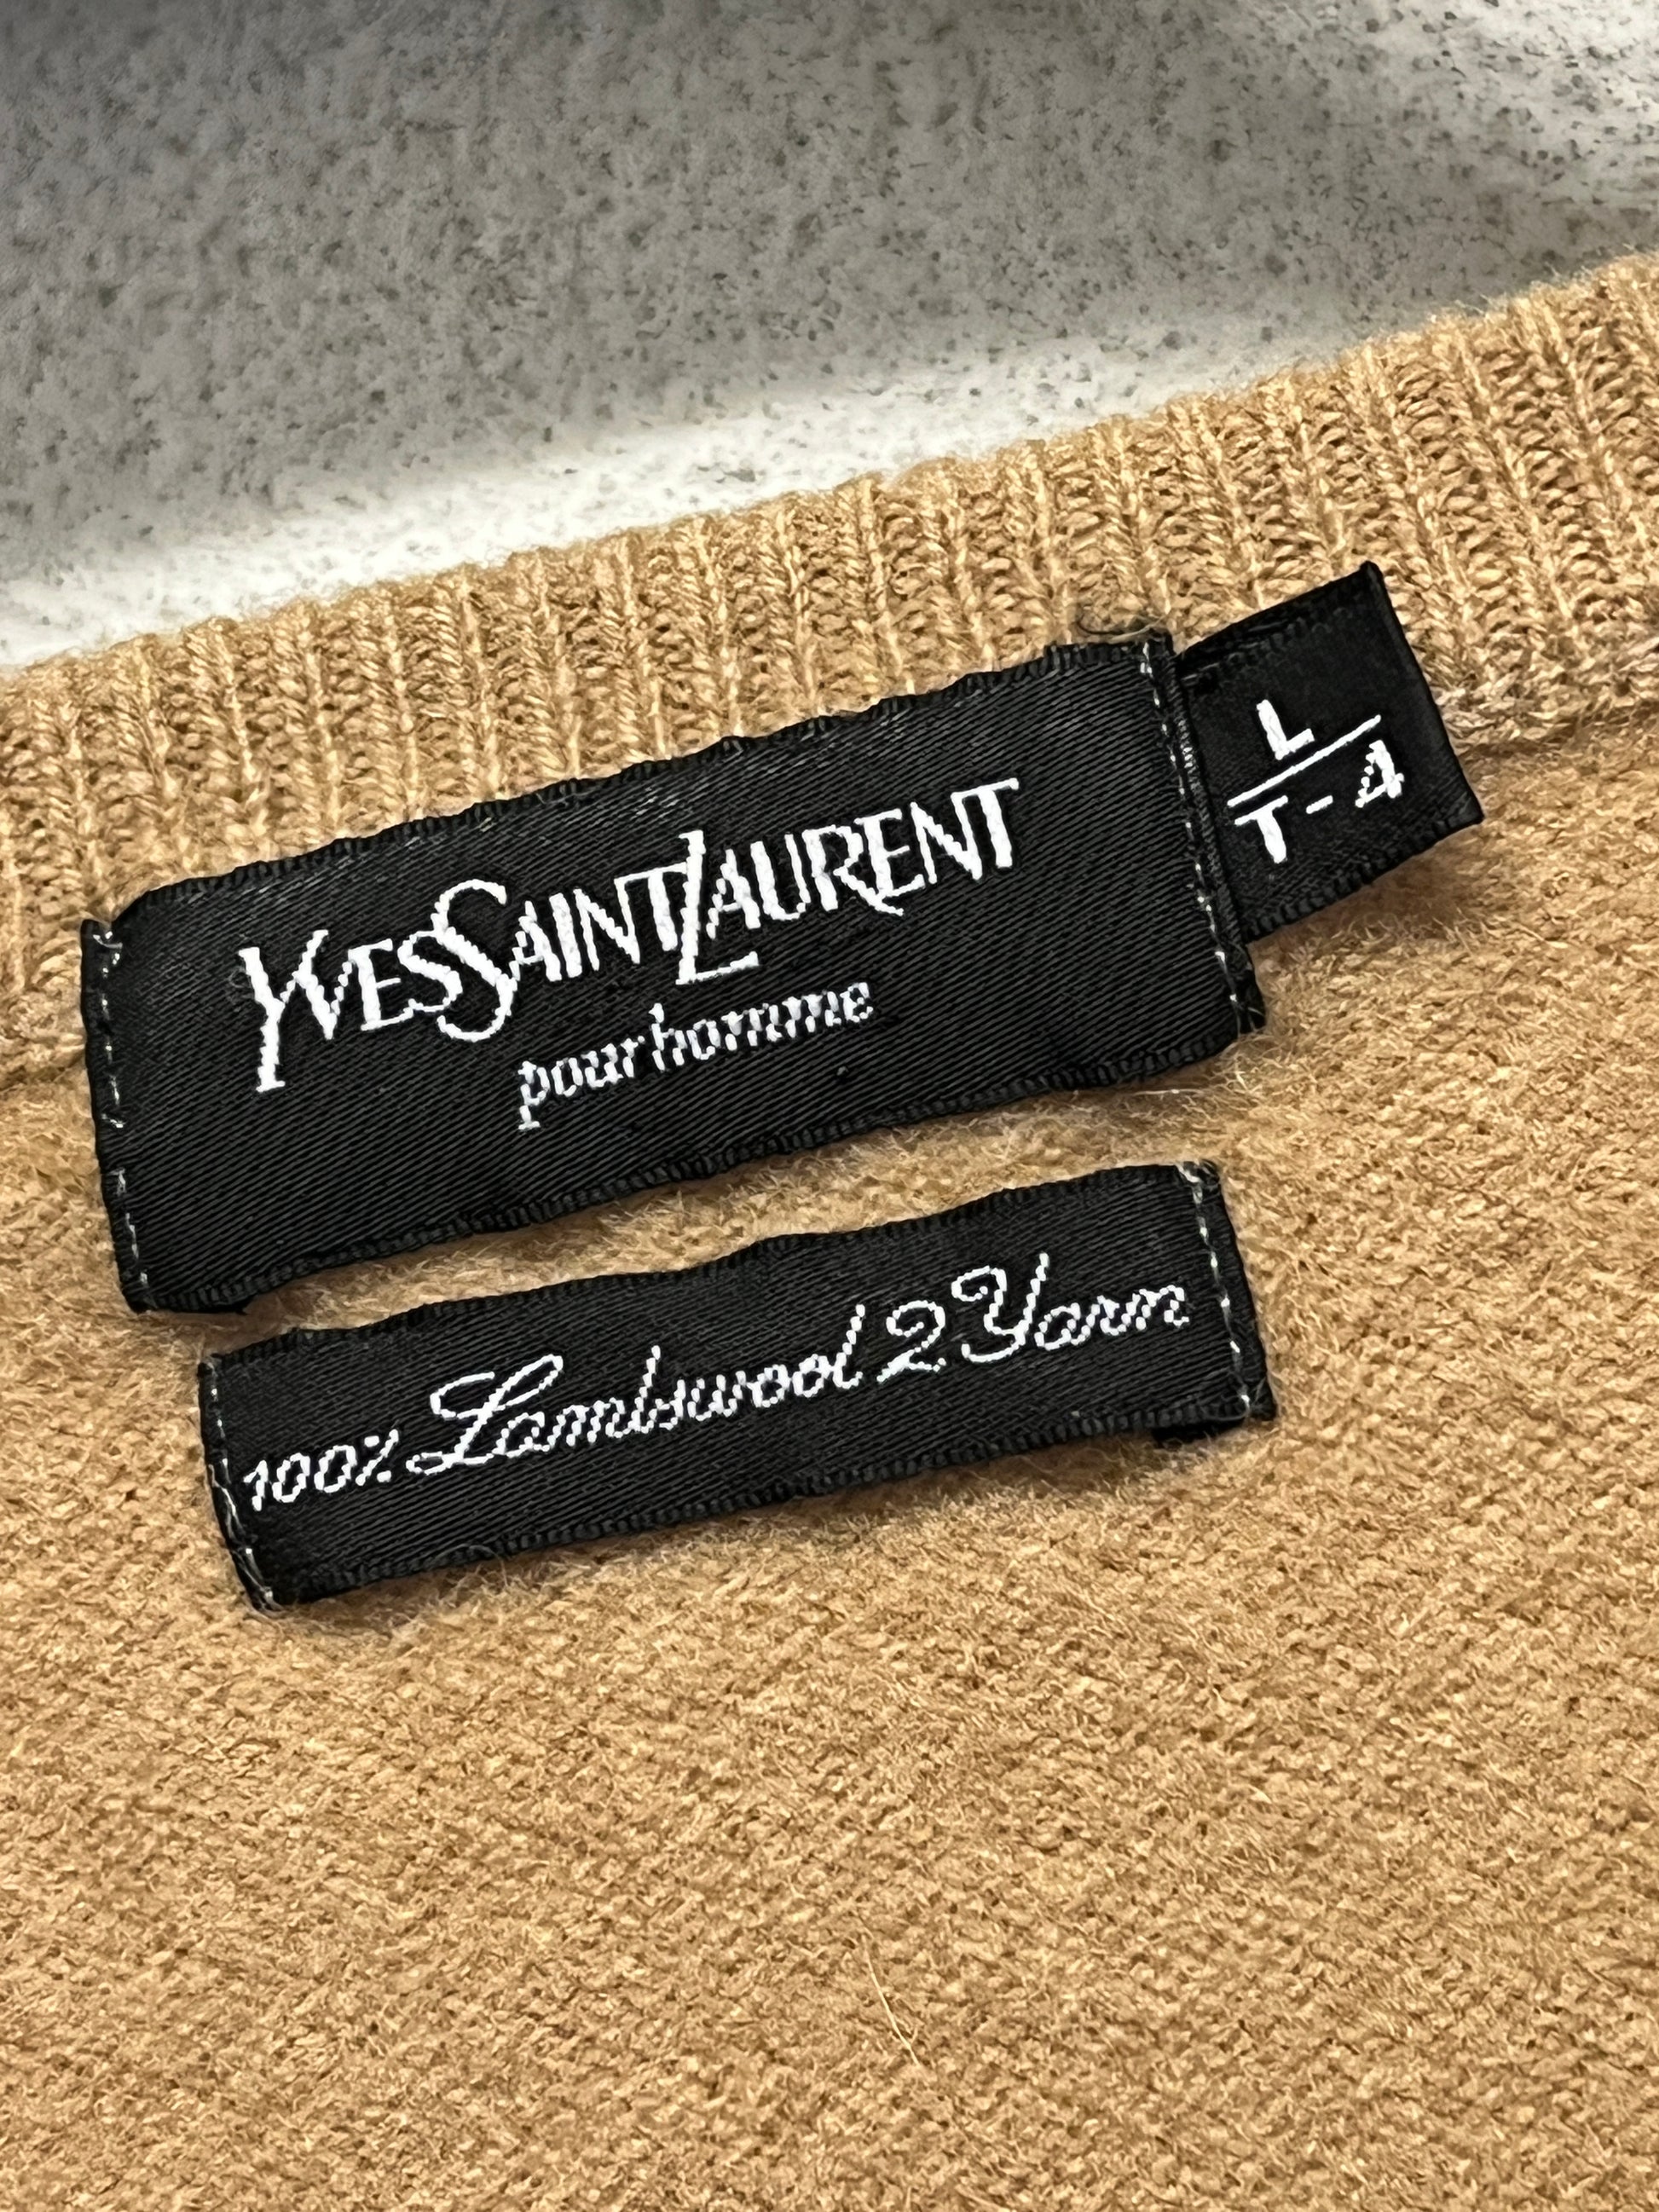 YVESSAINTLAURENT
pour homme
L
T-4
100% Lambswool 2 Yarn